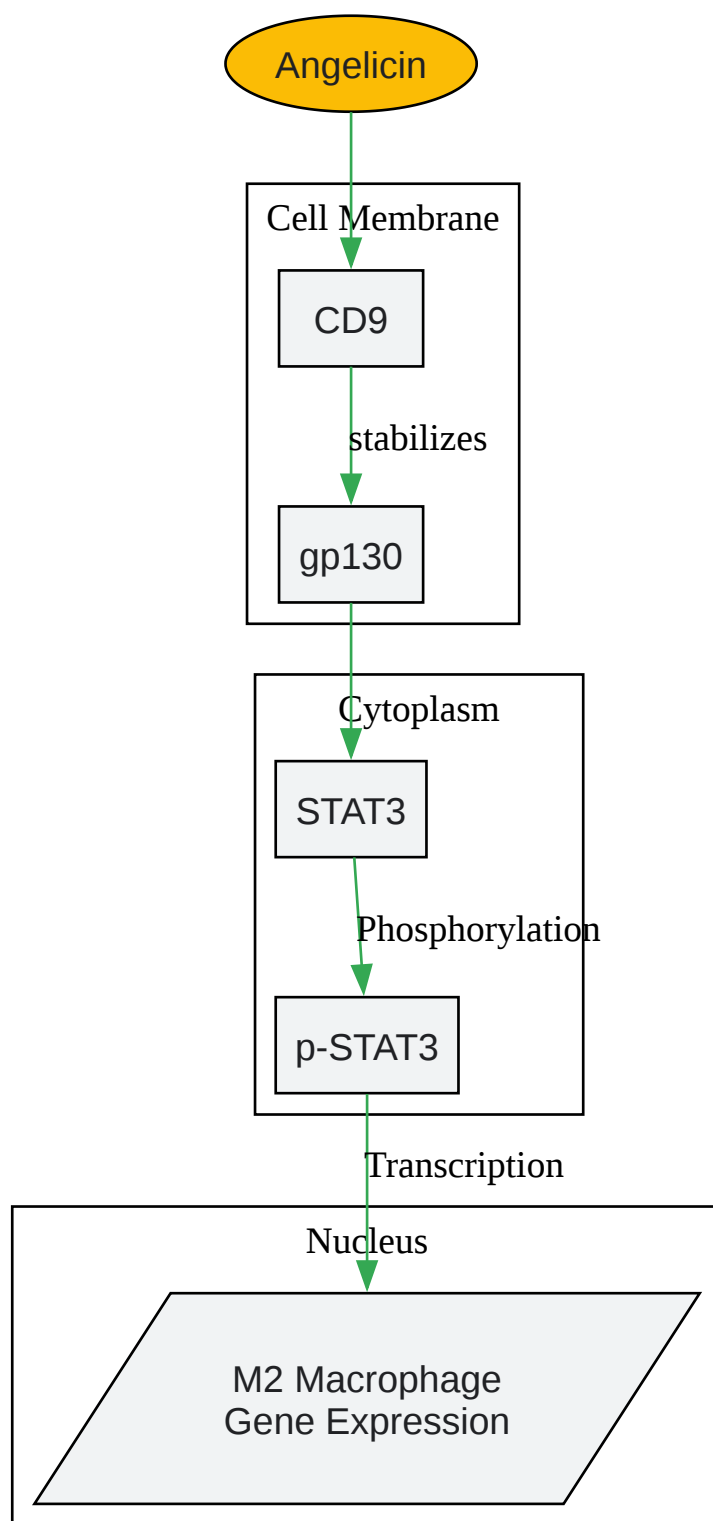 Angelicin
Cell Membrane
CD9
stabilizes
gp130
Cytoplasm
STAT3
Phosphorylation
p-STAT3
Transcription
Nucleus
M2 Macrophage
Gene Expression